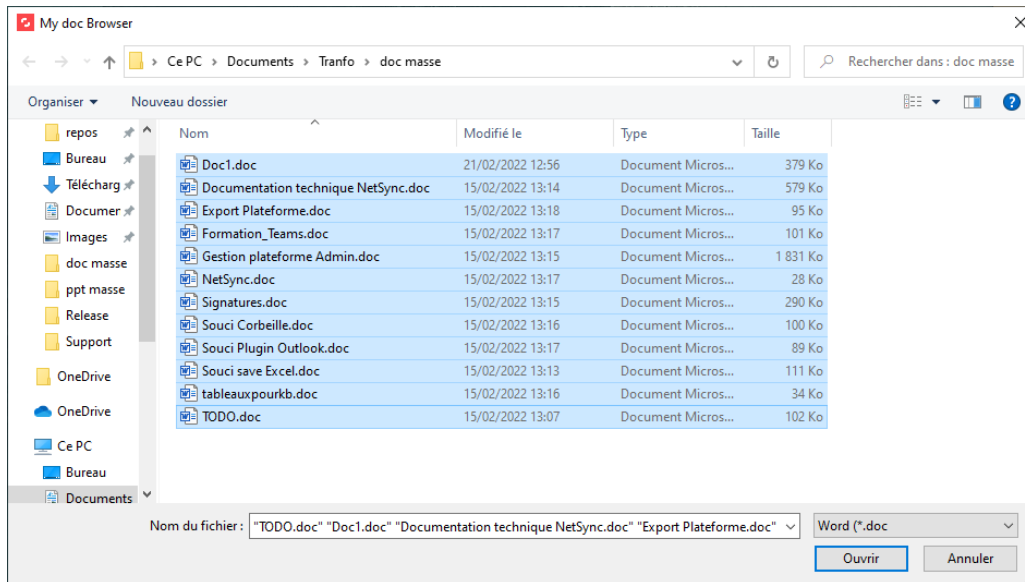 My doc Browser
Ce PC > Documents > Tranfo > doc masse
Rechercher dans : doc masse
Organiser
Nouveau dossier
Nom
Modifié le
Type
Taille
repos
Bureau
Télécharg
Documer
Images
doc masse
ppt masse
Release
Support
OneDrive
OneDrive
Ce PC
Bureau
Documents
Doc1.doc 21/02/2022 12:56 Document Micros... 379 Ko
Documentation technique NetSync.doc 15/02/2022 13:14 Document Micros... 579 Ko
Export Plateforme.doc 15/02/2022 13:18 Document Micros... 95 Ko
Formation_Teams.doc 15/02/2022 13:17 Document Micros... 101 Ko
Gestion plateforme Admin.doc 15/02/2022 13:15 Document Micros... 1 831 Ko
NetSync.doc 15/02/2022 13:17 Document Micros... 28 Ko
Signatures.doc 15/02/2022 13:15 Document Micros... 290 Ko
Souci Corbeille.doc 15/02/2022 13:16 Document Micros... 100 Ko
Souci Plugin Outlook.doc 15/02/2022 13:17 Document Micros... 89 Ko
Souci save Excel.doc 15/02/2022 13:13 Document Micros... 111 Ko
tableauxpourkb.doc 15/02/2022 13:16 Document Micros... 34 Ko
TODO.doc 15/02/2022 13:07 Document Micros... 102 Ko
Nom du fichier : "TODO.doc" "Doc1.doc" "Documentation technique NetSync.doc" "Export Plateforme.doc"
Word (*.doc
Ouvrir
Annuler